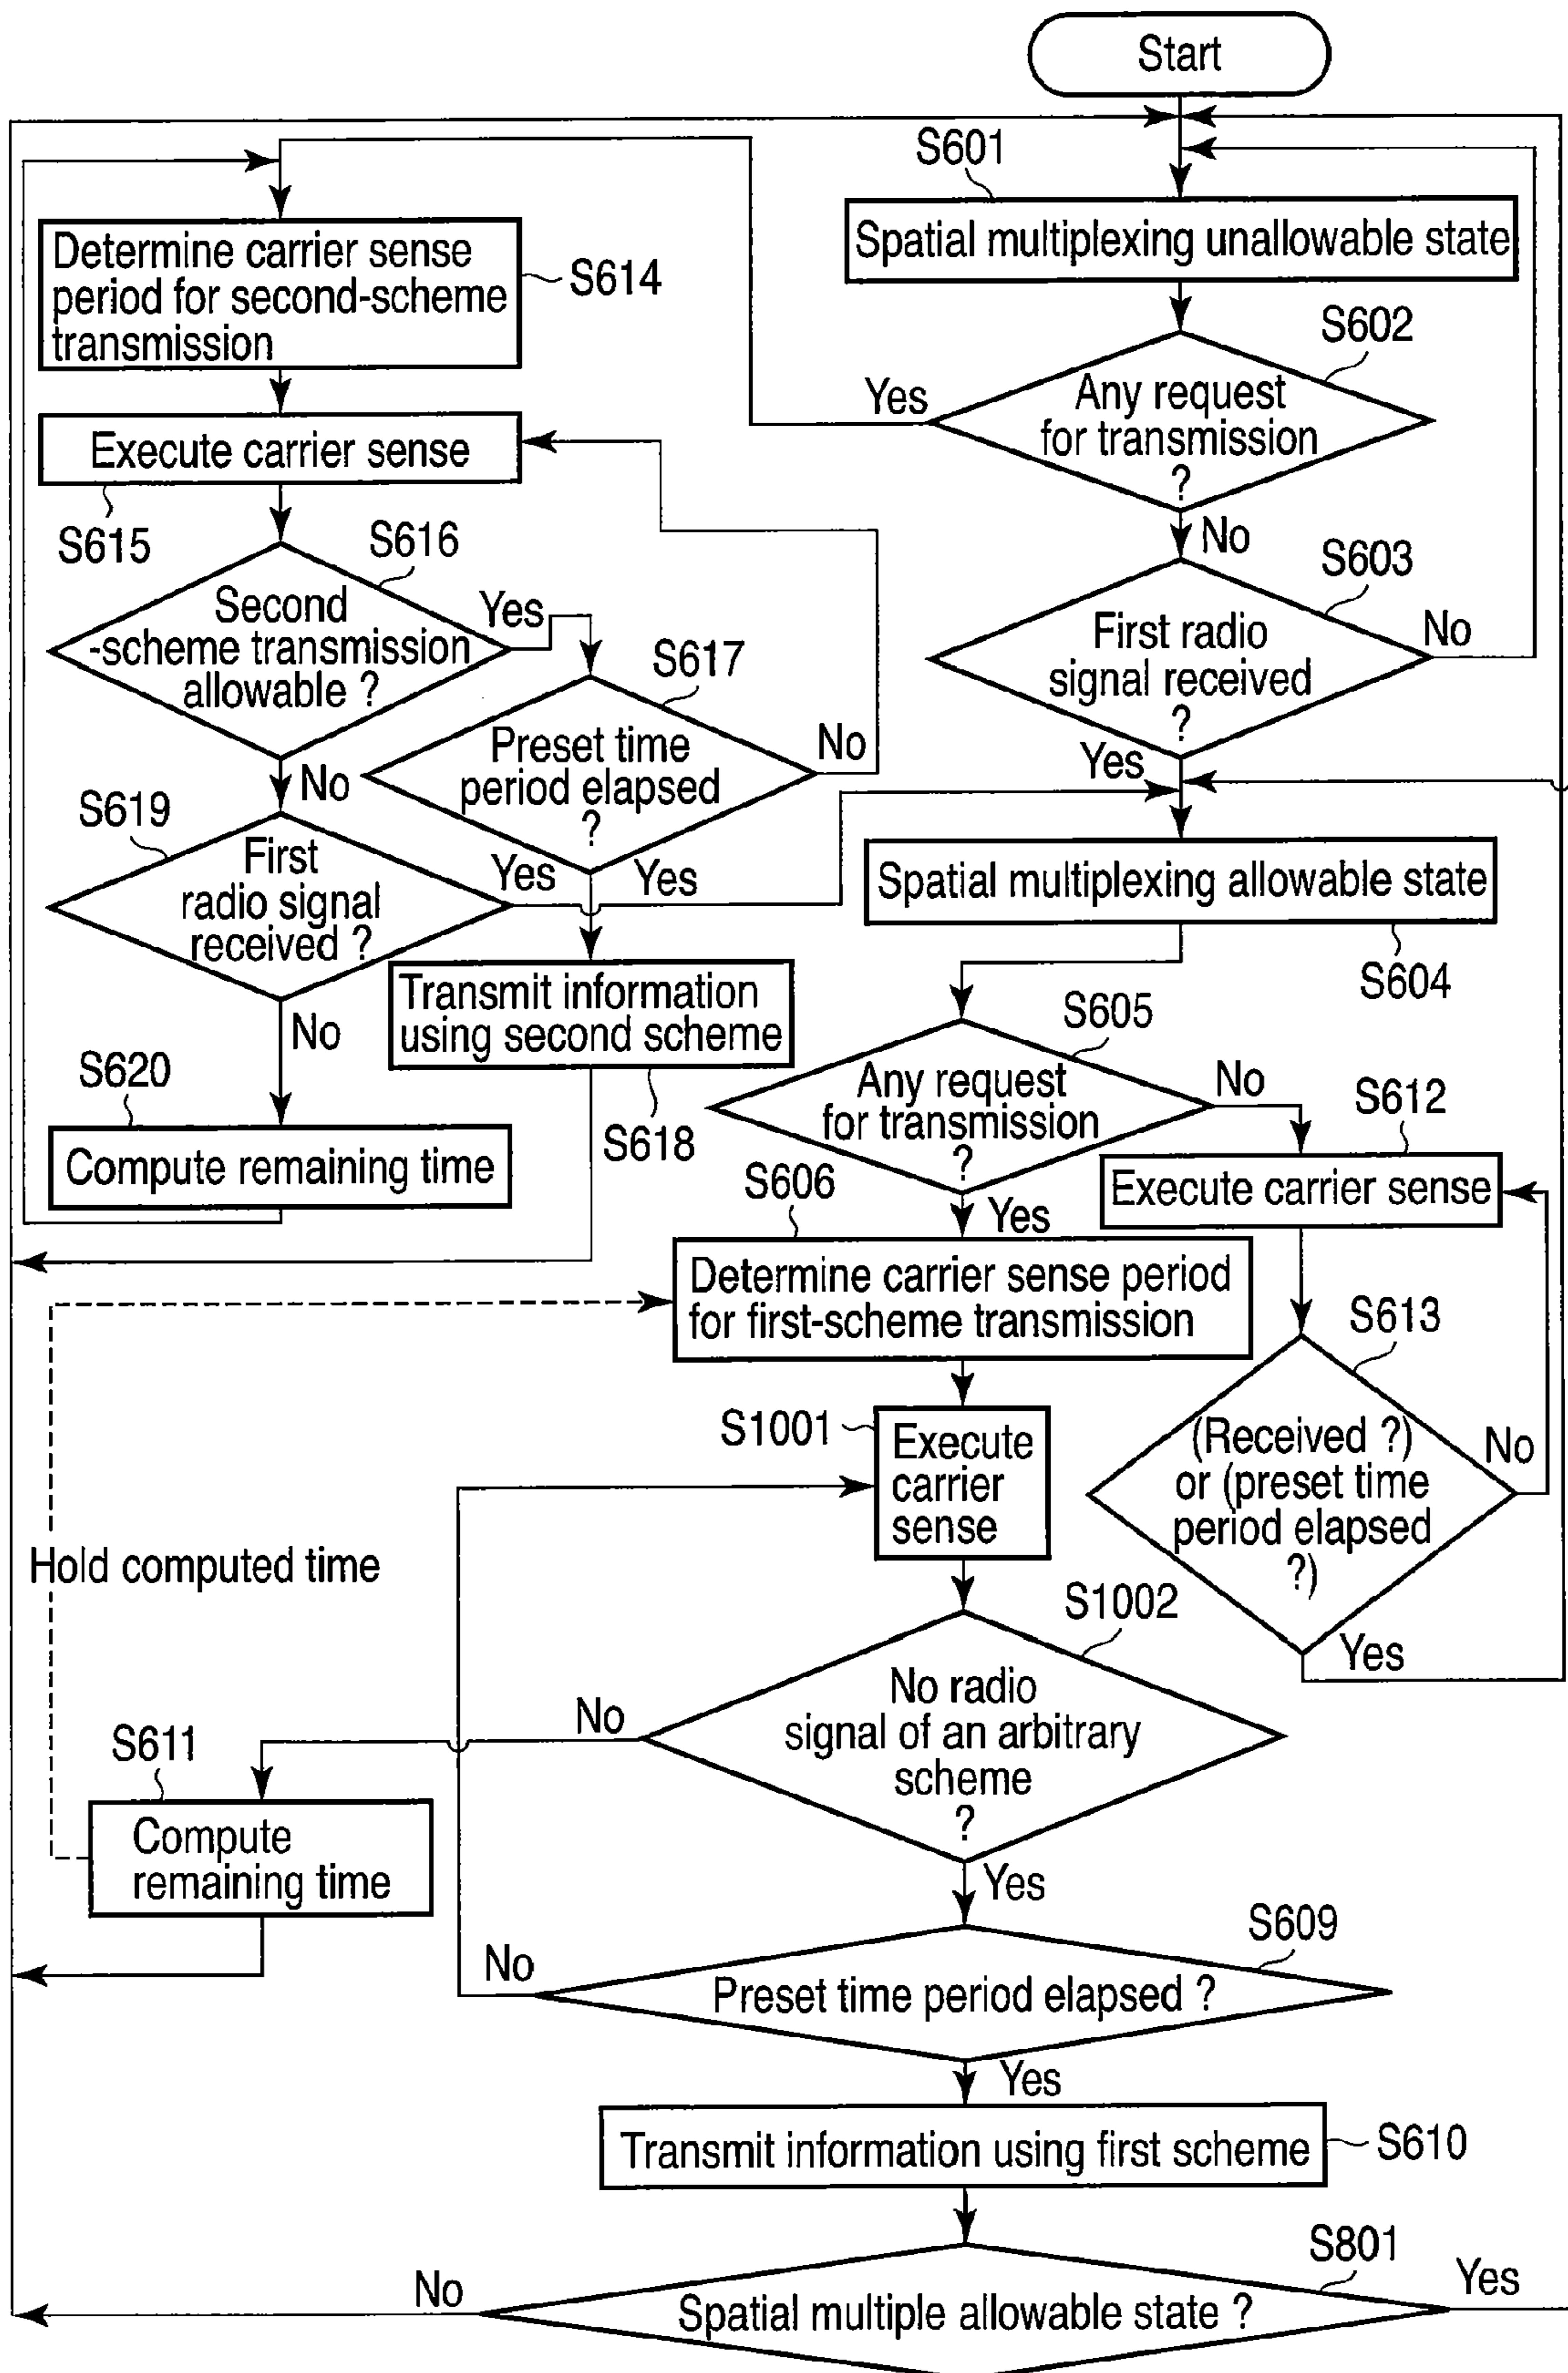 Start
S601
Spatial multiplexing unallowable state
Determine carrier sense
period for second-scheme
transmission
S614
S602
Any request
for transmission
?
Yes
No
Execute carrier sense
S615
S616
Second
-scheme transmission
allowable ?
Yes
No
S603
First radio
signal received
?
No
Yes
S617
Preset time
period elapsed
?
No
Yes
S619
First
radio signal
received ?
Yes
No
Spatial multiplexing allowable state
S604
Transmit information
using second scheme
S618
S605
Any request
for transmission
?
No
Yes
S620
Compute remaining time
S612
Execute carrier sense
S606
Determine carrier sense period
for first-scheme transmission
S613
(Received ?)
or (preset time
period elapsed
?)
No
Yes
S1001
Execute
carrier
sense
Hold computed time
S1002
No radio
signal of an arbitrary
scheme
?
No
Yes
S611
Compute
remaining time
S609
Preset time period elapsed ?
No
Yes
Transmit information using first scheme
S610
S801
Spatial multiple allowable state ?
No
Yes